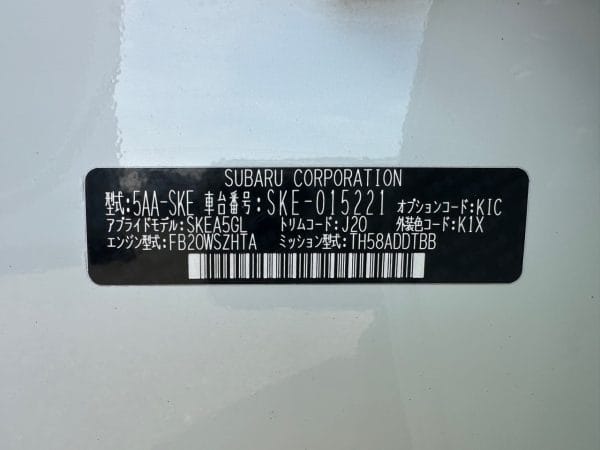 SUBARU CORPORATION
型式:5AA-SKE 車台番号:SKE-015221 オプションコード:KIC
アプライドモデル:SKEA5GL トリムコード:J20 外装色コード:K1X
エンジン型式:FB20WSZHTA ミッション型式:TH58ADDTBB